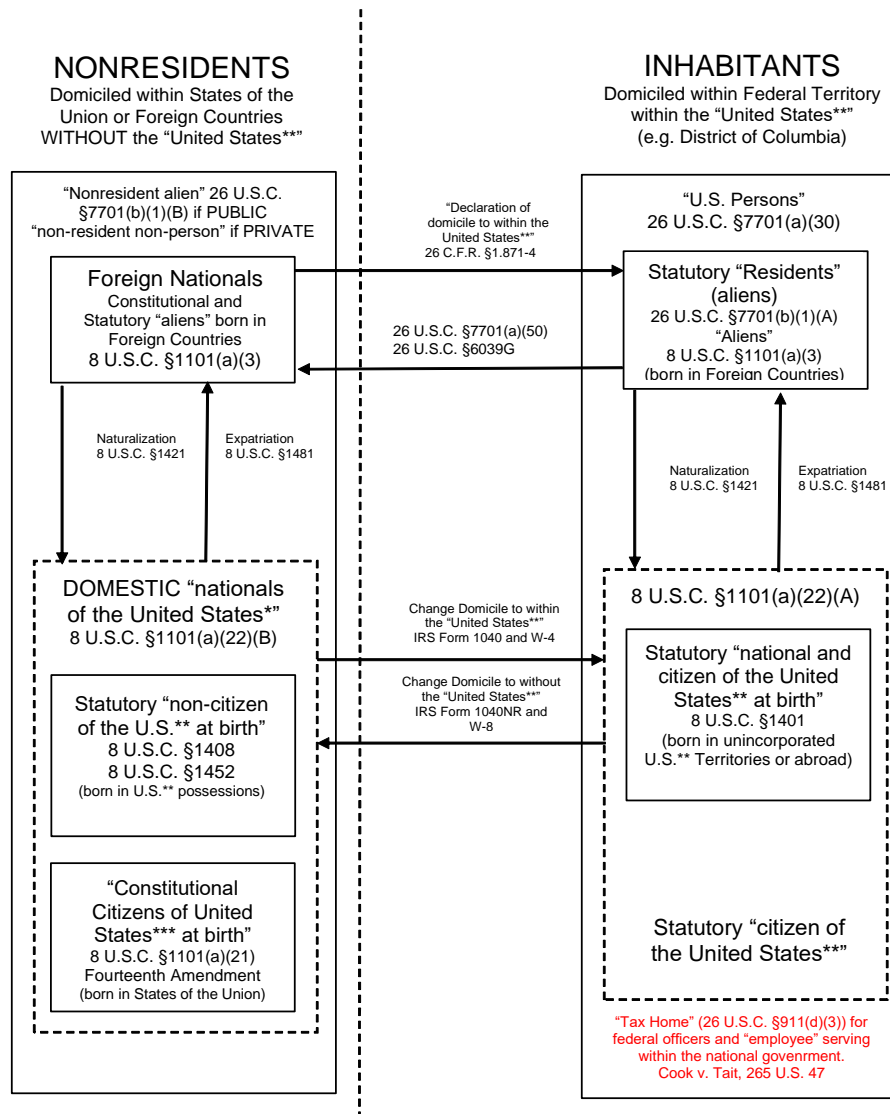 NONRESIDENTS
Domiciled within States of the
Union or Foreign Countries
WITHOUT the “United States**”
INHABITANTS
Domiciled within Federal Territory
within the “United States**”
(e.g. District of Columbia)
“Nonresident alien” 26 U.S.C.
§7701(b)(1)(B) if PUBLIC
“non-resident non-person” if PRIVATE
Foreign Nationals
Constitutional and
Statutory “aliens” born in
Foreign Countries
8 U.S.C. §1101(a)(3)
“Declaration of
domicile to within the
United States**”
26 C.F.R. §1.871-4
26 U.S.C. §7701(a)(50)
26 U.S.C. §6039G
“U.S. Persons”
26 U.S.C. §7701(a)(30)
Statutory “Residents”
(aliens)
26 U.S.C. §7701(b)(1)(A)
“Aliens”
8 U.S.C. §1101(a)(3)
(born in Foreign Countries)
Naturalization
8 U.S.C. §1421
Expatriation
8 U.S.C. §1481
Naturalization
8 U.S.C. §1421
Expatriation
8 U.S.C. §1481
DOMESTIC “nationals
of the United States*”
8 U.S.C. §1101(a)(22)(B)
Statutory “non-citizen
of the U.S.** at birth”
8 U.S.C. §1408
8 U.S.C. §1452
(born in U.S.** possessions)
“Constitutional
Citizens of United
States*** at birth”
8 U.S.C. §1101(a)(21)
Fourteenth Amendment
(born in States of the Union)
Change Domicile to within
the “United States**”
IRS Form 1040 and W-4
Change Domicile to without
the “United States**”
IRS Form 1040NR and
W-8
8 U.S.C. §1101(a)(22)(A)
Statutory “national and
citizen of the United
States** at birth”
8 U.S.C. §1401
(born in unincorporated
U.S.** Territories or abroad)
Statutory “citizen of
the United States**”
“Tax Home” (26 U.S.C. §911(d)(3)) for
federal officers and “employee” serving
within the national govenrment.
Cook v. Tait, 265 U.S. 47